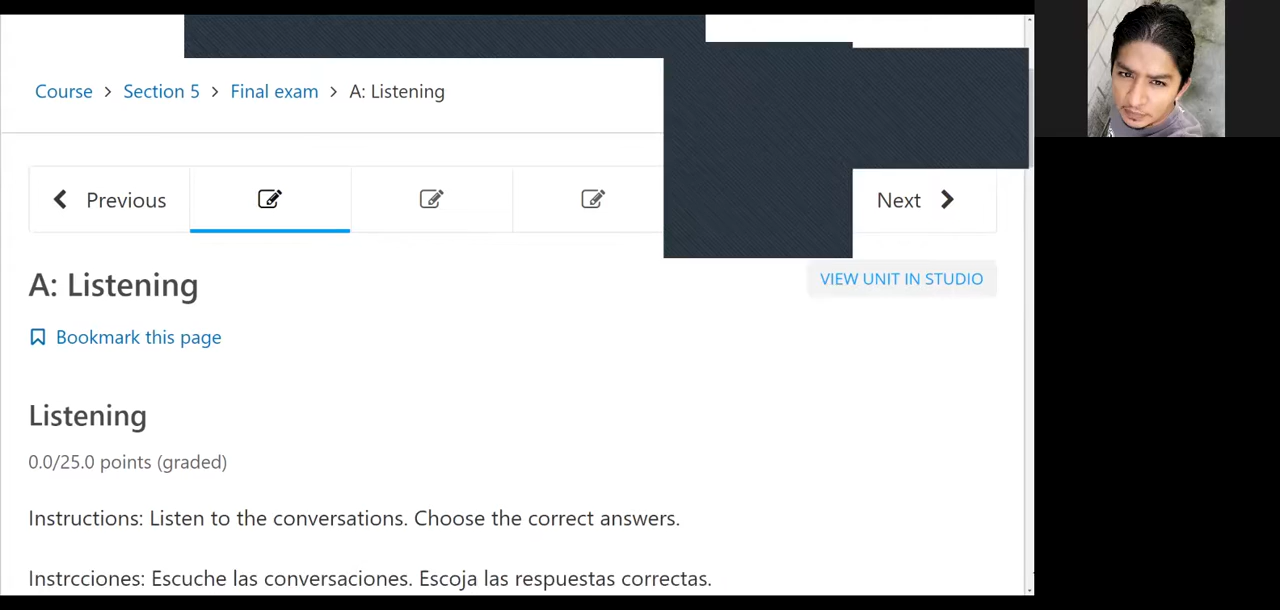 Course > Section 5 > Final exam > A: Listening
Previous
Next
A: Listening
VIEW UNIT IN STUDIO
Bookmark this page
Listening
0.0/25.0 points (graded)
Instructions: Listen to the conversations. Choose the correct answers.
Instrcciones: Escuche las conversaciones. Escoja las respuestas correctas.